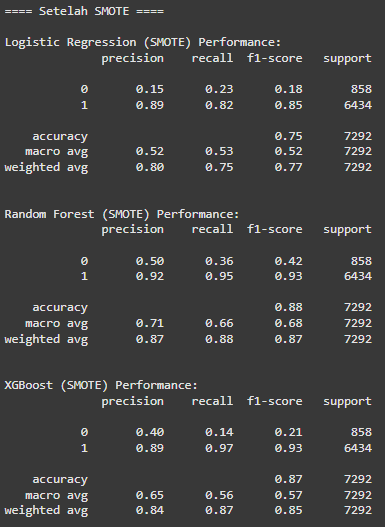 ==== Setelah SMOTE ====
Logistic Regression (SMOTE) Performance:
precision recall f1-score support
0 0.15 0.23 0.18 858
1 0.89 0.82 0.85 6434
accuracy 0.75 7292
macro avg 0.52 0.53 0.52 7292
weighted avg 0.80 0.75 0.77 7292
Random Forest (SMOTE) Performance:
precision recall f1-score support
0 0.50 0.36 0.42 858
1 0.92 0.95 0.93 6434
accuracy 0.88 7292
macro avg 0.71 0.66 0.68 7292
weighted avg 0.87 0.88 0.87 7292
XGBoost (SMOTE) Performance:
precision recall f1-score support
0 0.40 0.14 0.21 858
1 0.89 0.97 0.93 6434
accuracy 0.87 7292
macro avg 0.65 0.56 0.57 7292
weighted avg 0.84 0.87 0.85 7292